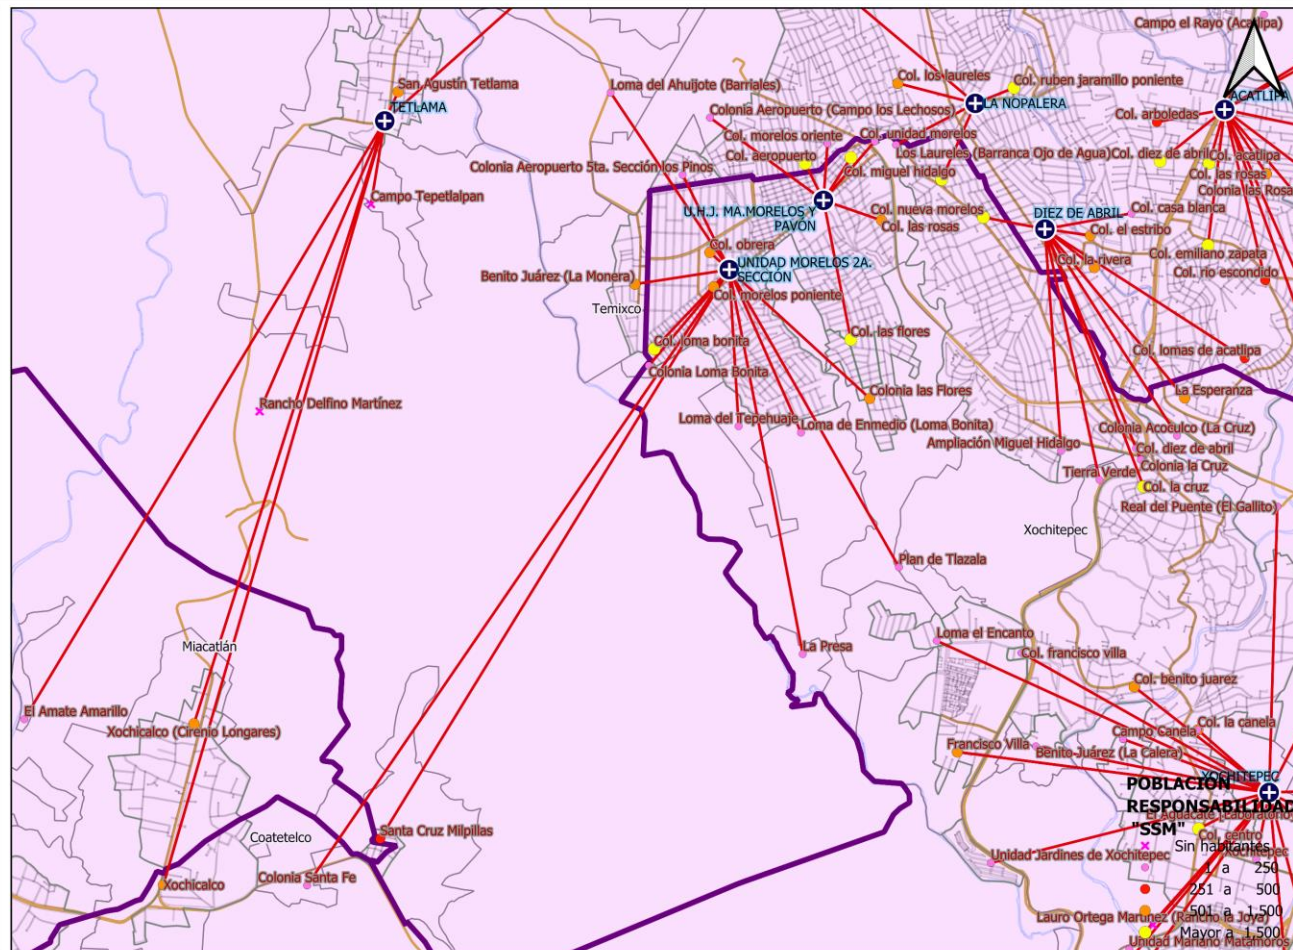 Campo el Rayo (Acatlipa)
San Agustín Tetlama
TETLAMA
Loma del Ahuijote (Barriales)
Col. los laureles
Col. ruben jaramillo poniente
LA NOPALERA
ACATLIPA
Colonia Aeropuerto (Campo los Lechosos)
Col. arboledas
Col. morelos oriente
Col. unidad morelos
Col. aeropuerto
Los Laureles (Barranca Ojo de Agua)
Col. diez de abril
Col. acatlipa
Colonia Aeropuerto 5ta. Sección los Pinos
Col. miguel hidalgo
Col. las rosas
Colonia las Rosa
Campo Tepetlaipan
U.H.J. MA.MORELOS Y
PAVÓN
Col. nueva morelos
Col. las rosas
DIEZ DE ABRIL
Col. casa blanca
Col. el estribo
Col. obrera
UNIDAD MORELOS 2A.
SECCIÓN
Col. la rivera
Col. emiliano zapata
Col. rio escondido
Benito Juárez (La Monera)
Col. morelos poniente
Temixco
Col. loma bonita
Col. las flores
Col. lomas de acatlipa
Colonia Loma Bonita
Colonia las Flores
La Esperanza
Rancho Delfino Martínez
Loma del Tepehuaje
Loma de Enmedio (Loma Bonita)
Colonia Acoculco (La Cruz)
Ampliación Miguel Hidalgo
Col. diez de abril
Colonia la Cruz
Tierra Verde
Col. la cruz
Real del Puente (El Gallito)
Xochitepec
Plan de Tlazala
Loma el Encanto
Miacatlán
La Presa
Col. francisco villa
Col. benito juarez
El Amate Amarillo
Xochicalco (Cirenio Longares)
Col. la canela
Campo Canela
Francisco Villa
Benito Juárez (La Calera)
XOCHITEPEC
POBLACIÓN
RESPONSABILIDAD
"SSM"
El Aguacate (Laboratorio)
Col. centro
Xochitepec
Santa Cruz Milpillas
Coatetelco
Sin habitantes
Unidad Jardines de Xochitepec
1 a 250
Xochicalco
Colonia Santa Fe
251 a 500
501 a 1,500
Lauro Ortega Martínez (Rancho la Joya)
Mayor a 1,500
Unidad Mariano Matamoros